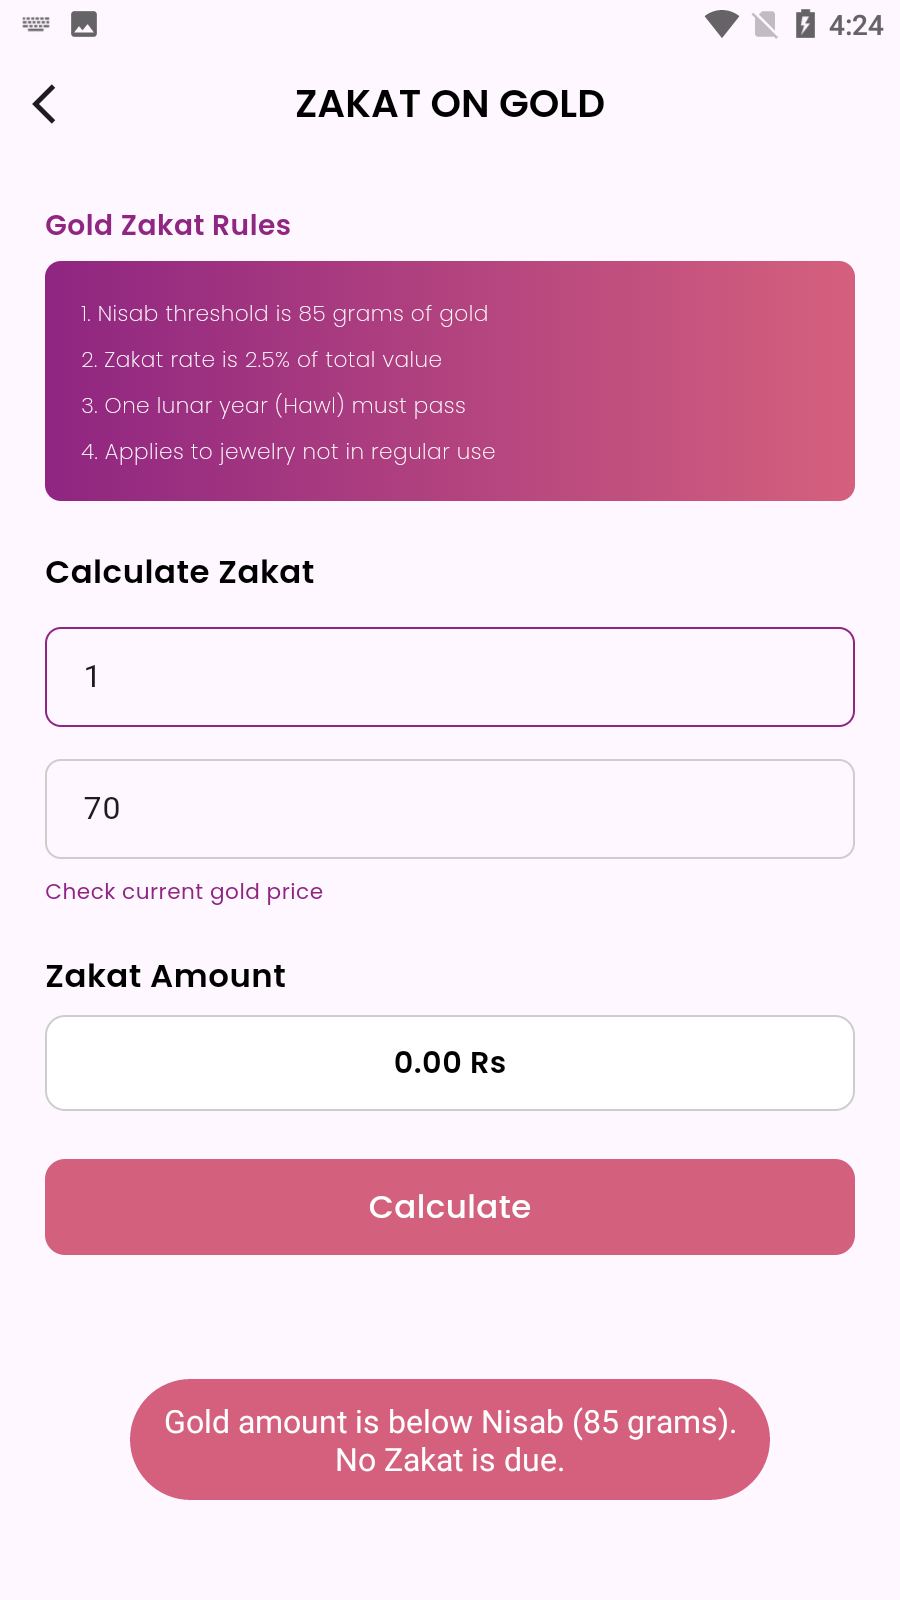 4:24
ZAKAT ON GOLD
Gold Zakat Rules
1. Nisab threshold is 85 grams of gold
2. Zakat rate is 2.5% of total value
3. One lunar year (Hawl) must pass
4. Applies to jewelry not in regular use
Calculate Zakat
1
70
Check current gold price
Zakat Amount
0.00 Rs
Calculate
Gold amount is below Nisab (85 grams).
No Zakat is due.